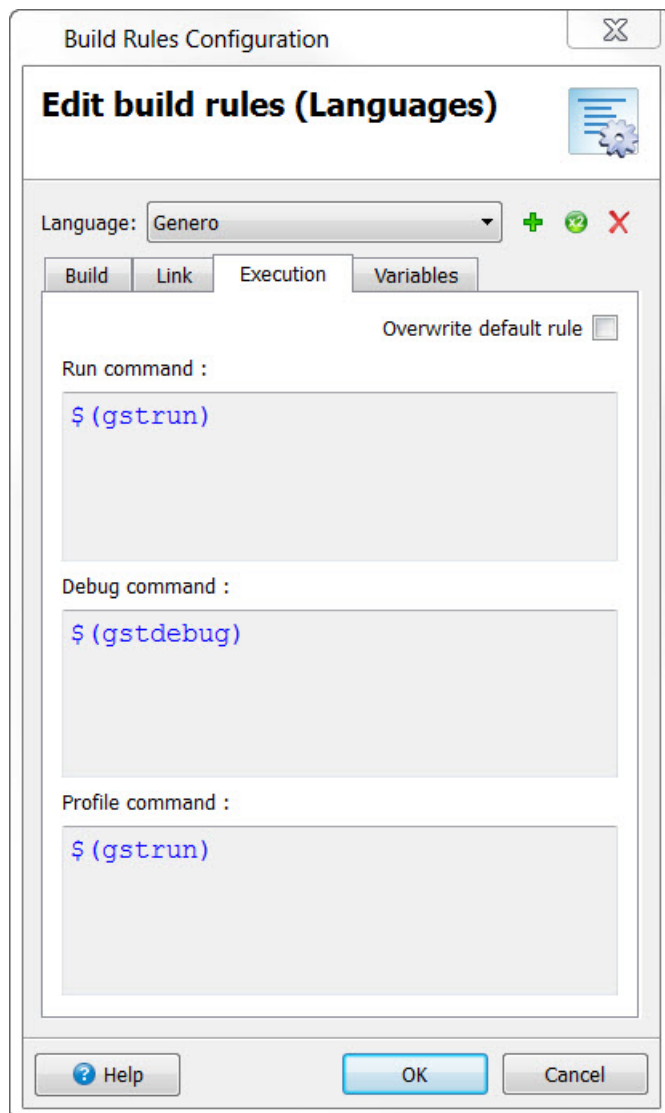 Build Rules Configuration
Edit build rules (Languages)
Language: Genero
x2
Build Link Execution Variables
Overwrite default rule
Run command :
$(gstrun)
Debug command :
$(gstdebug)
Profile command :
$(gstrun)
? Help OK Cancel